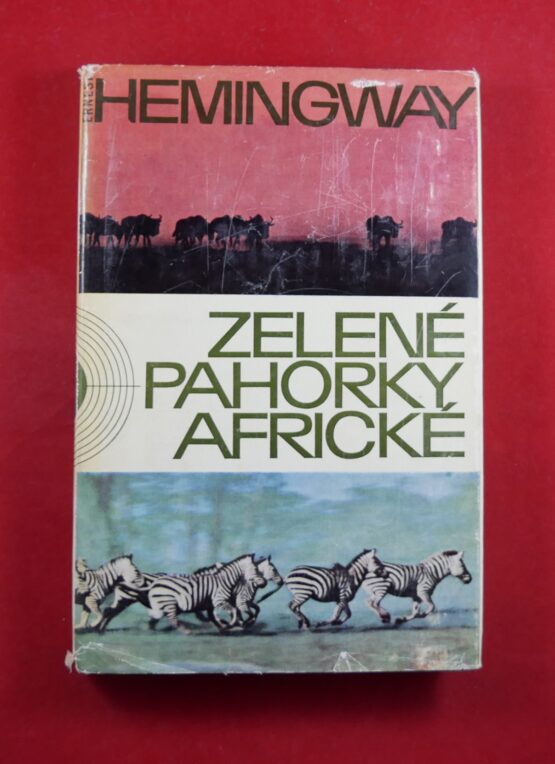 ERNEST
HEMINGWAY
ZELENÉ
PAHORKY
AFRICKÉ